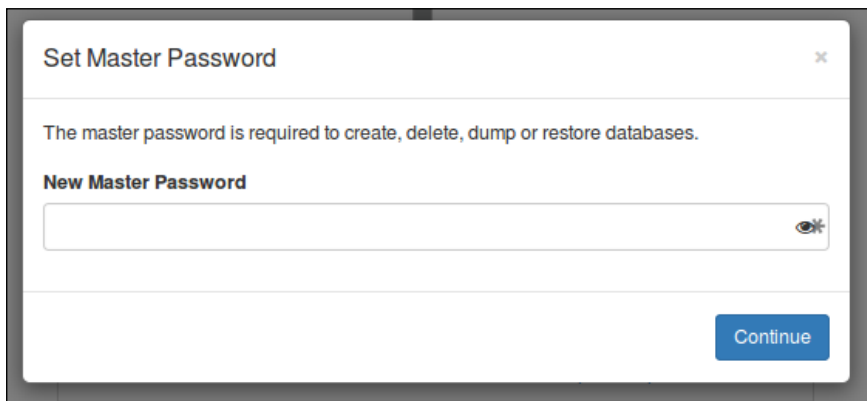 Set Master Password
×
The master password is required to create, delete, dump or restore databases.
New Master Password
Continue